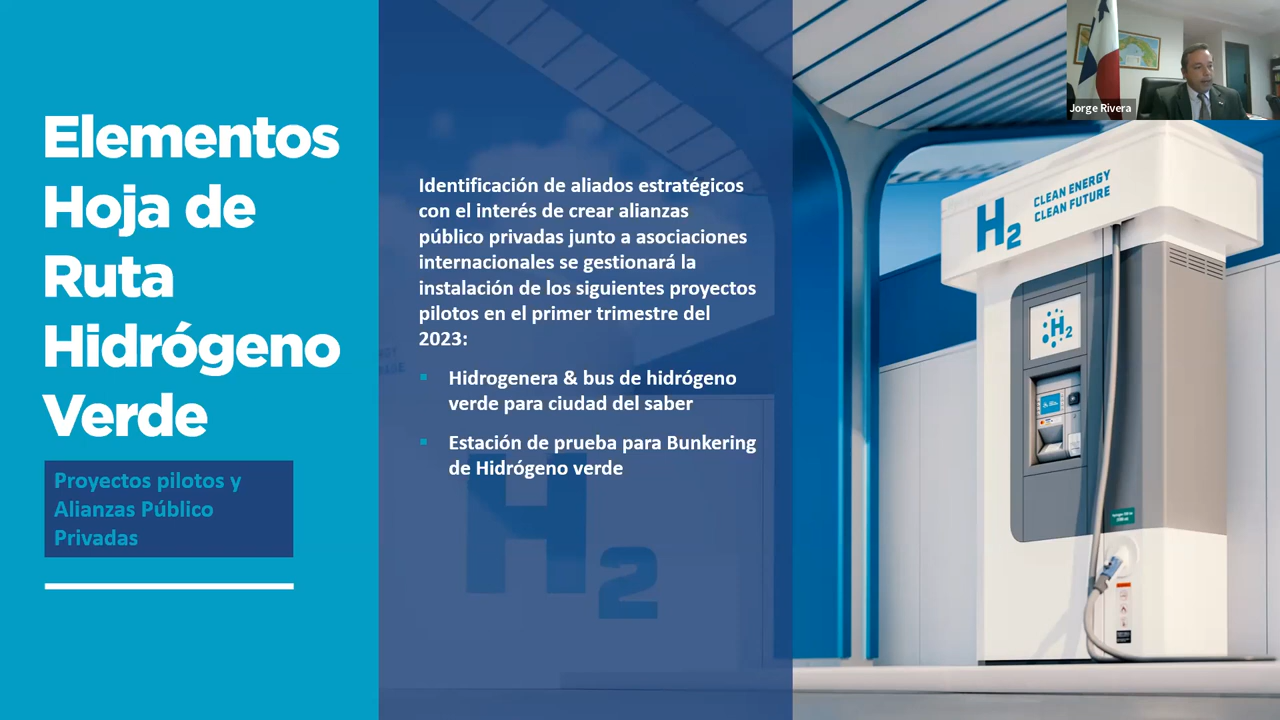 Elementos
Hoja de
Ruta
Hidrógeno
Verde
Proyectos pilotos y
Alianzas Público
Privadas
Identificación de aliados estratégicos
con el interés de crear alianzas
público privadas junto a asociaciones
internacionales se gestionará la
instalación de los siguientes proyectos
pilotos en el primer trimestre del
2023:
Hidrogenera & bus de hidrógeno
verde para ciudad del saber
Estación de prueba para Bunkering
de Hidrógeno verde
H2
Jorge Rivera
H2 CLEAN ENERGY
CLEAN FUTURE
H2